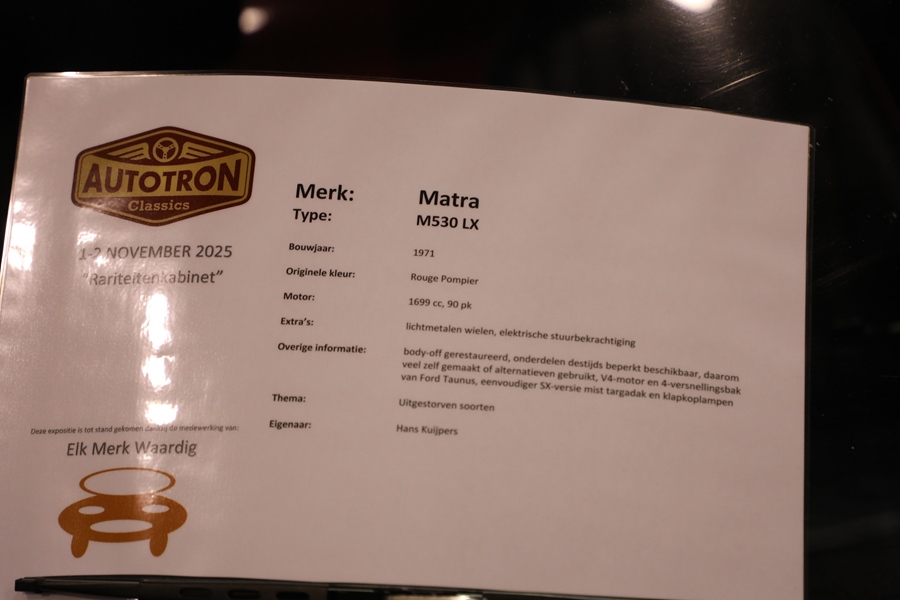 AUTOTRON
Classics
1-2 NOVEMBER 2025
"Rariteitenkabinet"
Deze expositie is tot stand gekomen dankzij de medewerking van:
Elk Merk Waardig
Merk: Matra
Type: M530 LX
Bouwjaar: 1971
Originele kleur: Rouge Pompier
Motor: 1699 cc, 90 pk
Extra's: lichtmetalen wielen, elektrische stuurbekrachtiging
Overige informatie: body-off gerestaureerd, onderdelen destijds beperkt beschikbaar, daarom
veel zelf gemaakt of alternatieven gebruikt, V4-motor en 4-versnellingsbak
van Ford Taunus, eenvoudiger SX-versie mist targadak en klapkoplampen
Thema: Uitgestorven soorten
Eigenaar: Hans Kuijpers